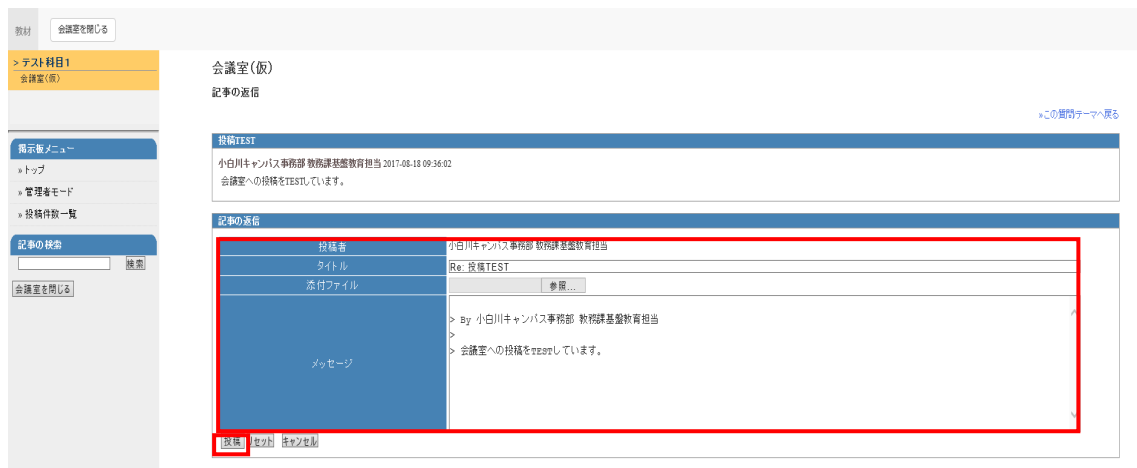 教材
会議室を閉じる
> テスト科目1
会議室(仮)
掲示板メニュー
»トップ
»管理者モード
»投稿件数一覧
記事の検索
検索
会議室を閉じる
会議室(仮)
記事の返信
»この質問テーマへ戻る
投稿TEST
小白川キャンパス事務部 教務課基盤教育担当 2017-08-18 09:36:02
会議室への投稿をTESTしています。
記事の返信
投稿者 小白川キャンパス事務部 教務課基盤教育担当
タイトル Re: 投稿TEST
添付ファイル 参照...
メッセージ
> By 小白川キャンパス事務部 教務課基盤教育担当
>
> 会議室への投稿をTESTしています。
投稿 リセット キャンセル